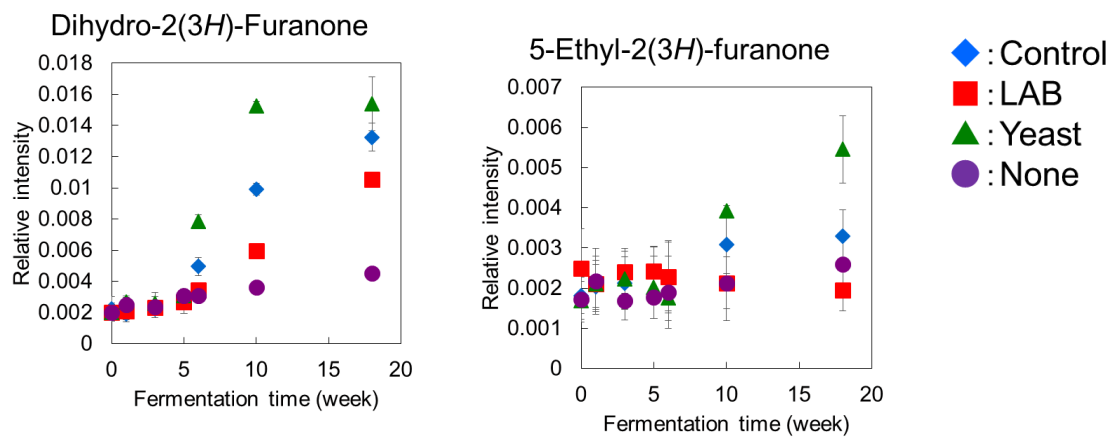 Dihydro-2(3H)-Furanone
0.018
0.016
0.014
0.012
0.01
0.008
0.006
0.004
0.002
0
Relative intensity
0 5 10 15 20
Fermentation time (week)
5-Ethyl-2(3H)-furanone
0.007
0.006
0.005
0.004
0.003
0.002
0.001
0
Relative intensity
0 5 10 15 20
Fermentation time (week)
: Control
: LAB
: Yeast
: None